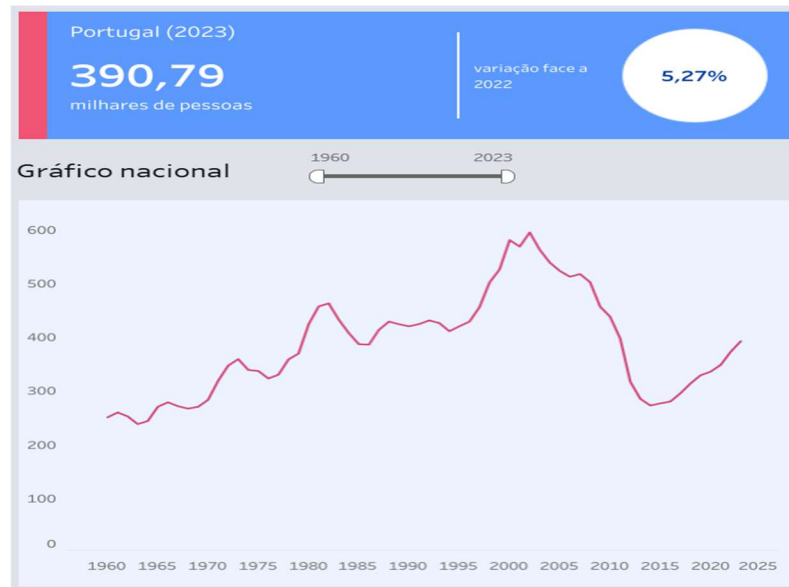 Portugal (2023)
390,79
milhares de pessoas
variação face a
2022
5,27%
Gráfico nacional
1960 2023
600
500
400
300
200
100
0
1960 1965 1970 1975 1980 1985 1990 1995 2000 2005 2010 2015 2020 2025